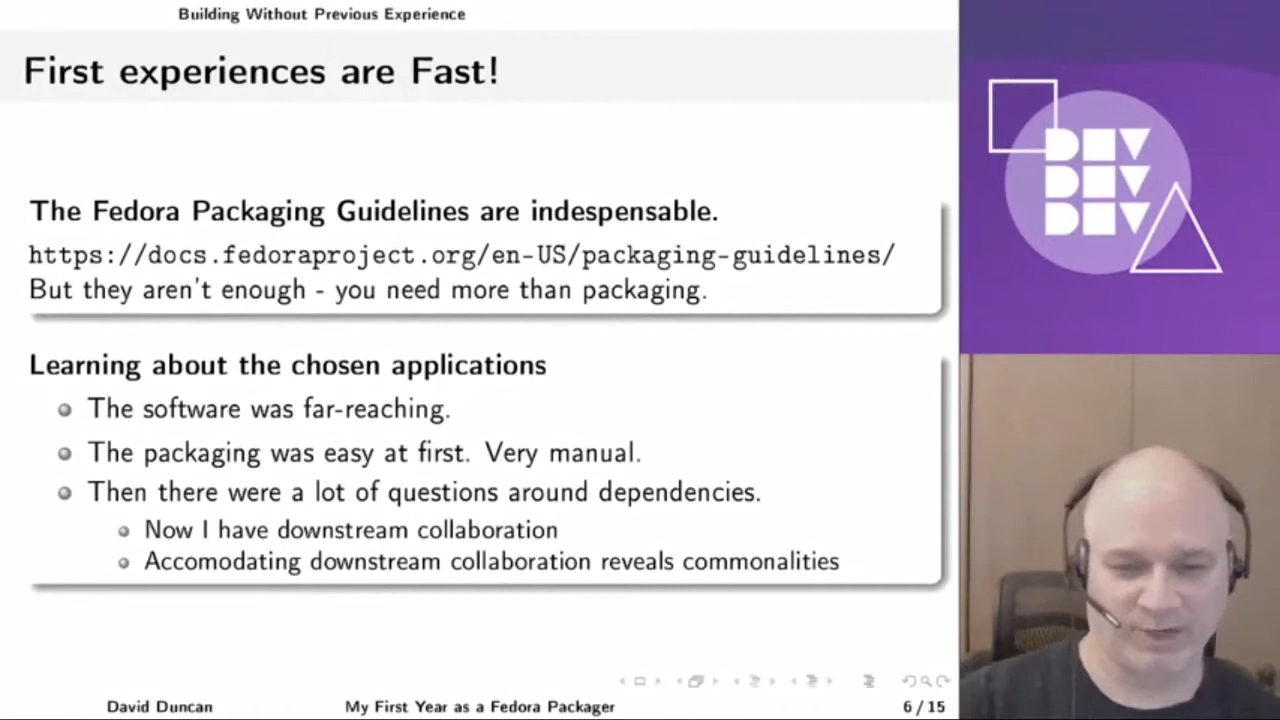 Building Without Previous Experience
First experiences are Fast!
The Fedora Packaging Guidelines are indespensable.
https://docs.fedoraproject.org/en-US/packaging-guidelines/
But they aren't enough - you need more than packaging.
Learning about the chosen applications
The software was far-reaching.
The packaging was easy at first. Very manual.
Then there were a lot of questions around dependencies.
Now I have downstream collaboration
Accomodating downstream collaboration reveals commonalities
David Duncan My First Year as a Fedora Packager 6 / 15
DEV
DEV
DEV